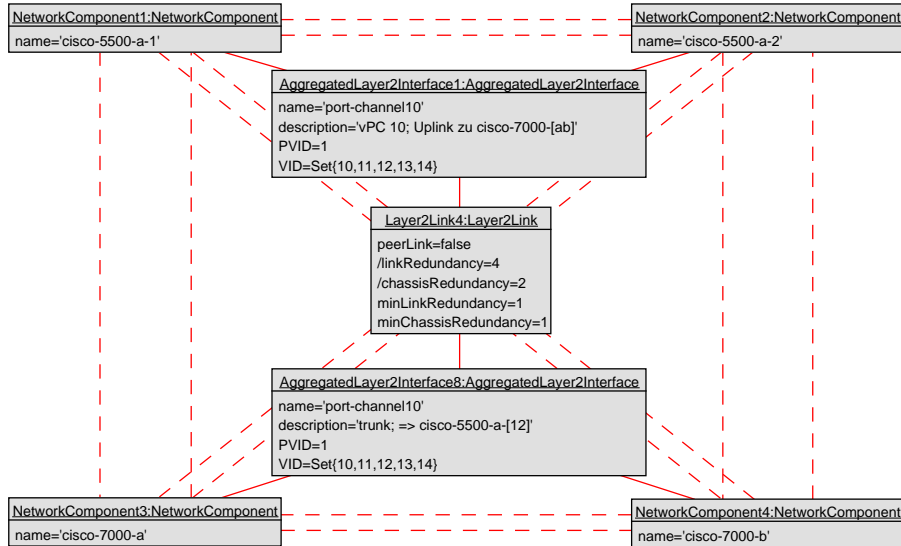 NetworkComponent1:NetworkComponent
name='cisco-5500-a-1'
NetworkComponent2:NetworkComponent
name='cisco-5500-a-2'
AggregatedLayer2Interface1:AggregatedLayer2Interface
name='port-channel10'
description='vPC 10; Uplink zu cisco-7000-[ab]'
PVID=1
VID=Set{10,11,12,13,14}
Layer2Link4:Layer2Link
peerLink=false
/linkRedundancy=4
/chassisRedundancy=2
minLinkRedundancy=1
minChassisRedundancy=1
AggregatedLayer2Interface8:AggregatedLayer2Interface
name='port-channel10'
description='trunk; => cisco-5500-a-[12]'
PVID=1
VID=Set{10,11,12,13,14}
NetworkComponent3:NetworkComponent
name='cisco-7000-a'
NetworkComponent4:NetworkComponent
name='cisco-7000-b'